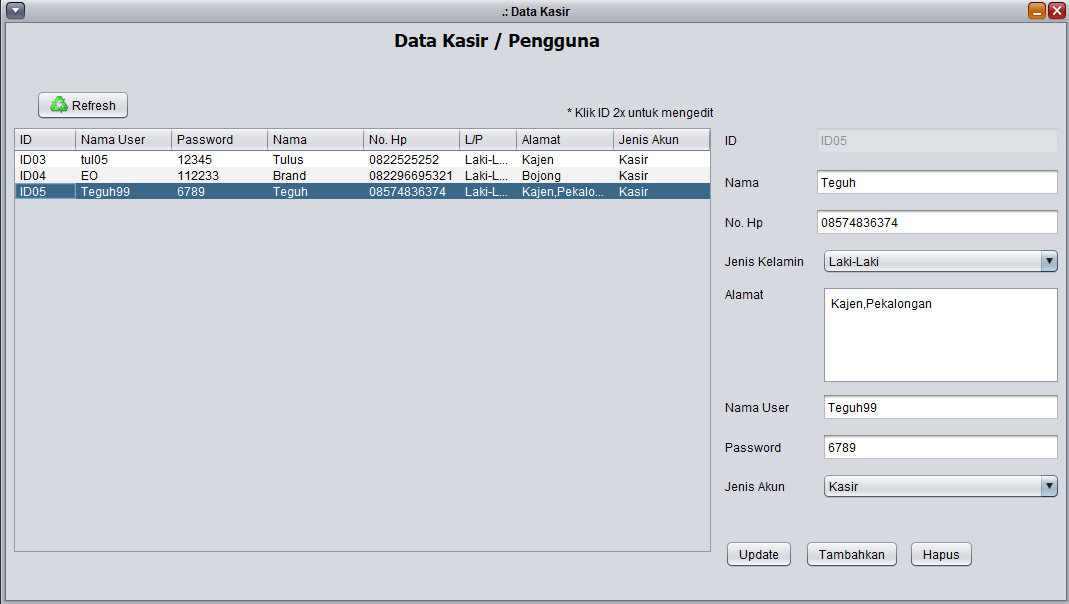 .: Data Kasir
Data Kasir / Pengguna
Refresh
* Klik ID 2x untuk mengedit
ID Nama User Password Nama No. Hp L/P Alamat Jenis Akun
ID03 tul05 12345 Tulus 0822525252 Laki-L... Kajen Kasir
ID04 EO 112233 Brand 082296695321 Laki-L... Bojong Kasir
ID05 Teguh99 6789 Teguh 08574836374 Laki-L... Kajen,Pekalo... Kasir
ID ID05
Nama Teguh
No. Hp 08574836374
Jenis Kelamin Laki-Laki
Alamat Kajen,Pekalongan
Nama User Teguh99
Password 6789
Jenis Akun Kasir
Update Tambahkan Hapus